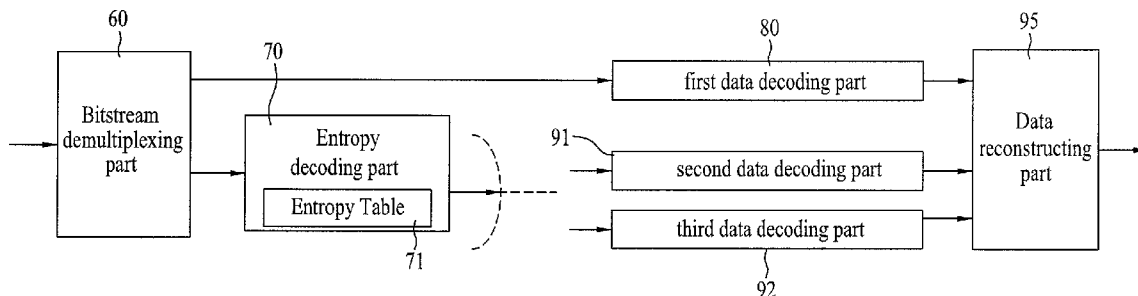 60
Bitstream
demultiplexing
part
70
Entropy
decoding part
Entropy Table
71
80
first data decoding part
91
second data decoding part
third data decoding part
92
95
Data
reconstructing
part